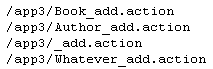 /app3/Book_add.action
/app3/Author_add.action
/app3/_add.action
/app3/Whatever_add.action